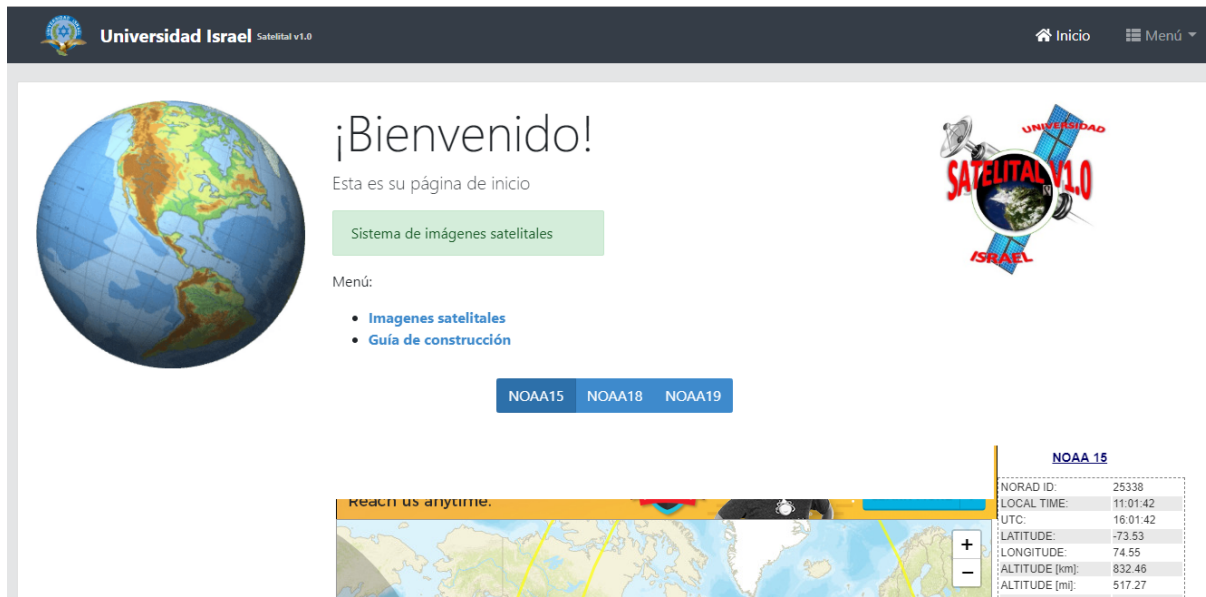 Universidad Israel Satelital v1.0
Inicio
Menú
¡Bienvenido!
Esta es su página de inicio
Sistema de imágenes satelitales
Menú:
Imagenes satelitales
Guía de construcción
UNIVERSIDAD
SATELITAL V1.0
ISRAEL
NOAA15 NOAA18 NOAA19
Reach us anytime.
+
−
NOAA 15
NORAD ID: 25338
LOCAL TIME: 11:01:42
UTC: 16:01:42
LATITUDE: -73.53
LONGITUDE: 74.55
ALTITUDE [km]: 832.46
ALTITUDE [mi]: 517.27